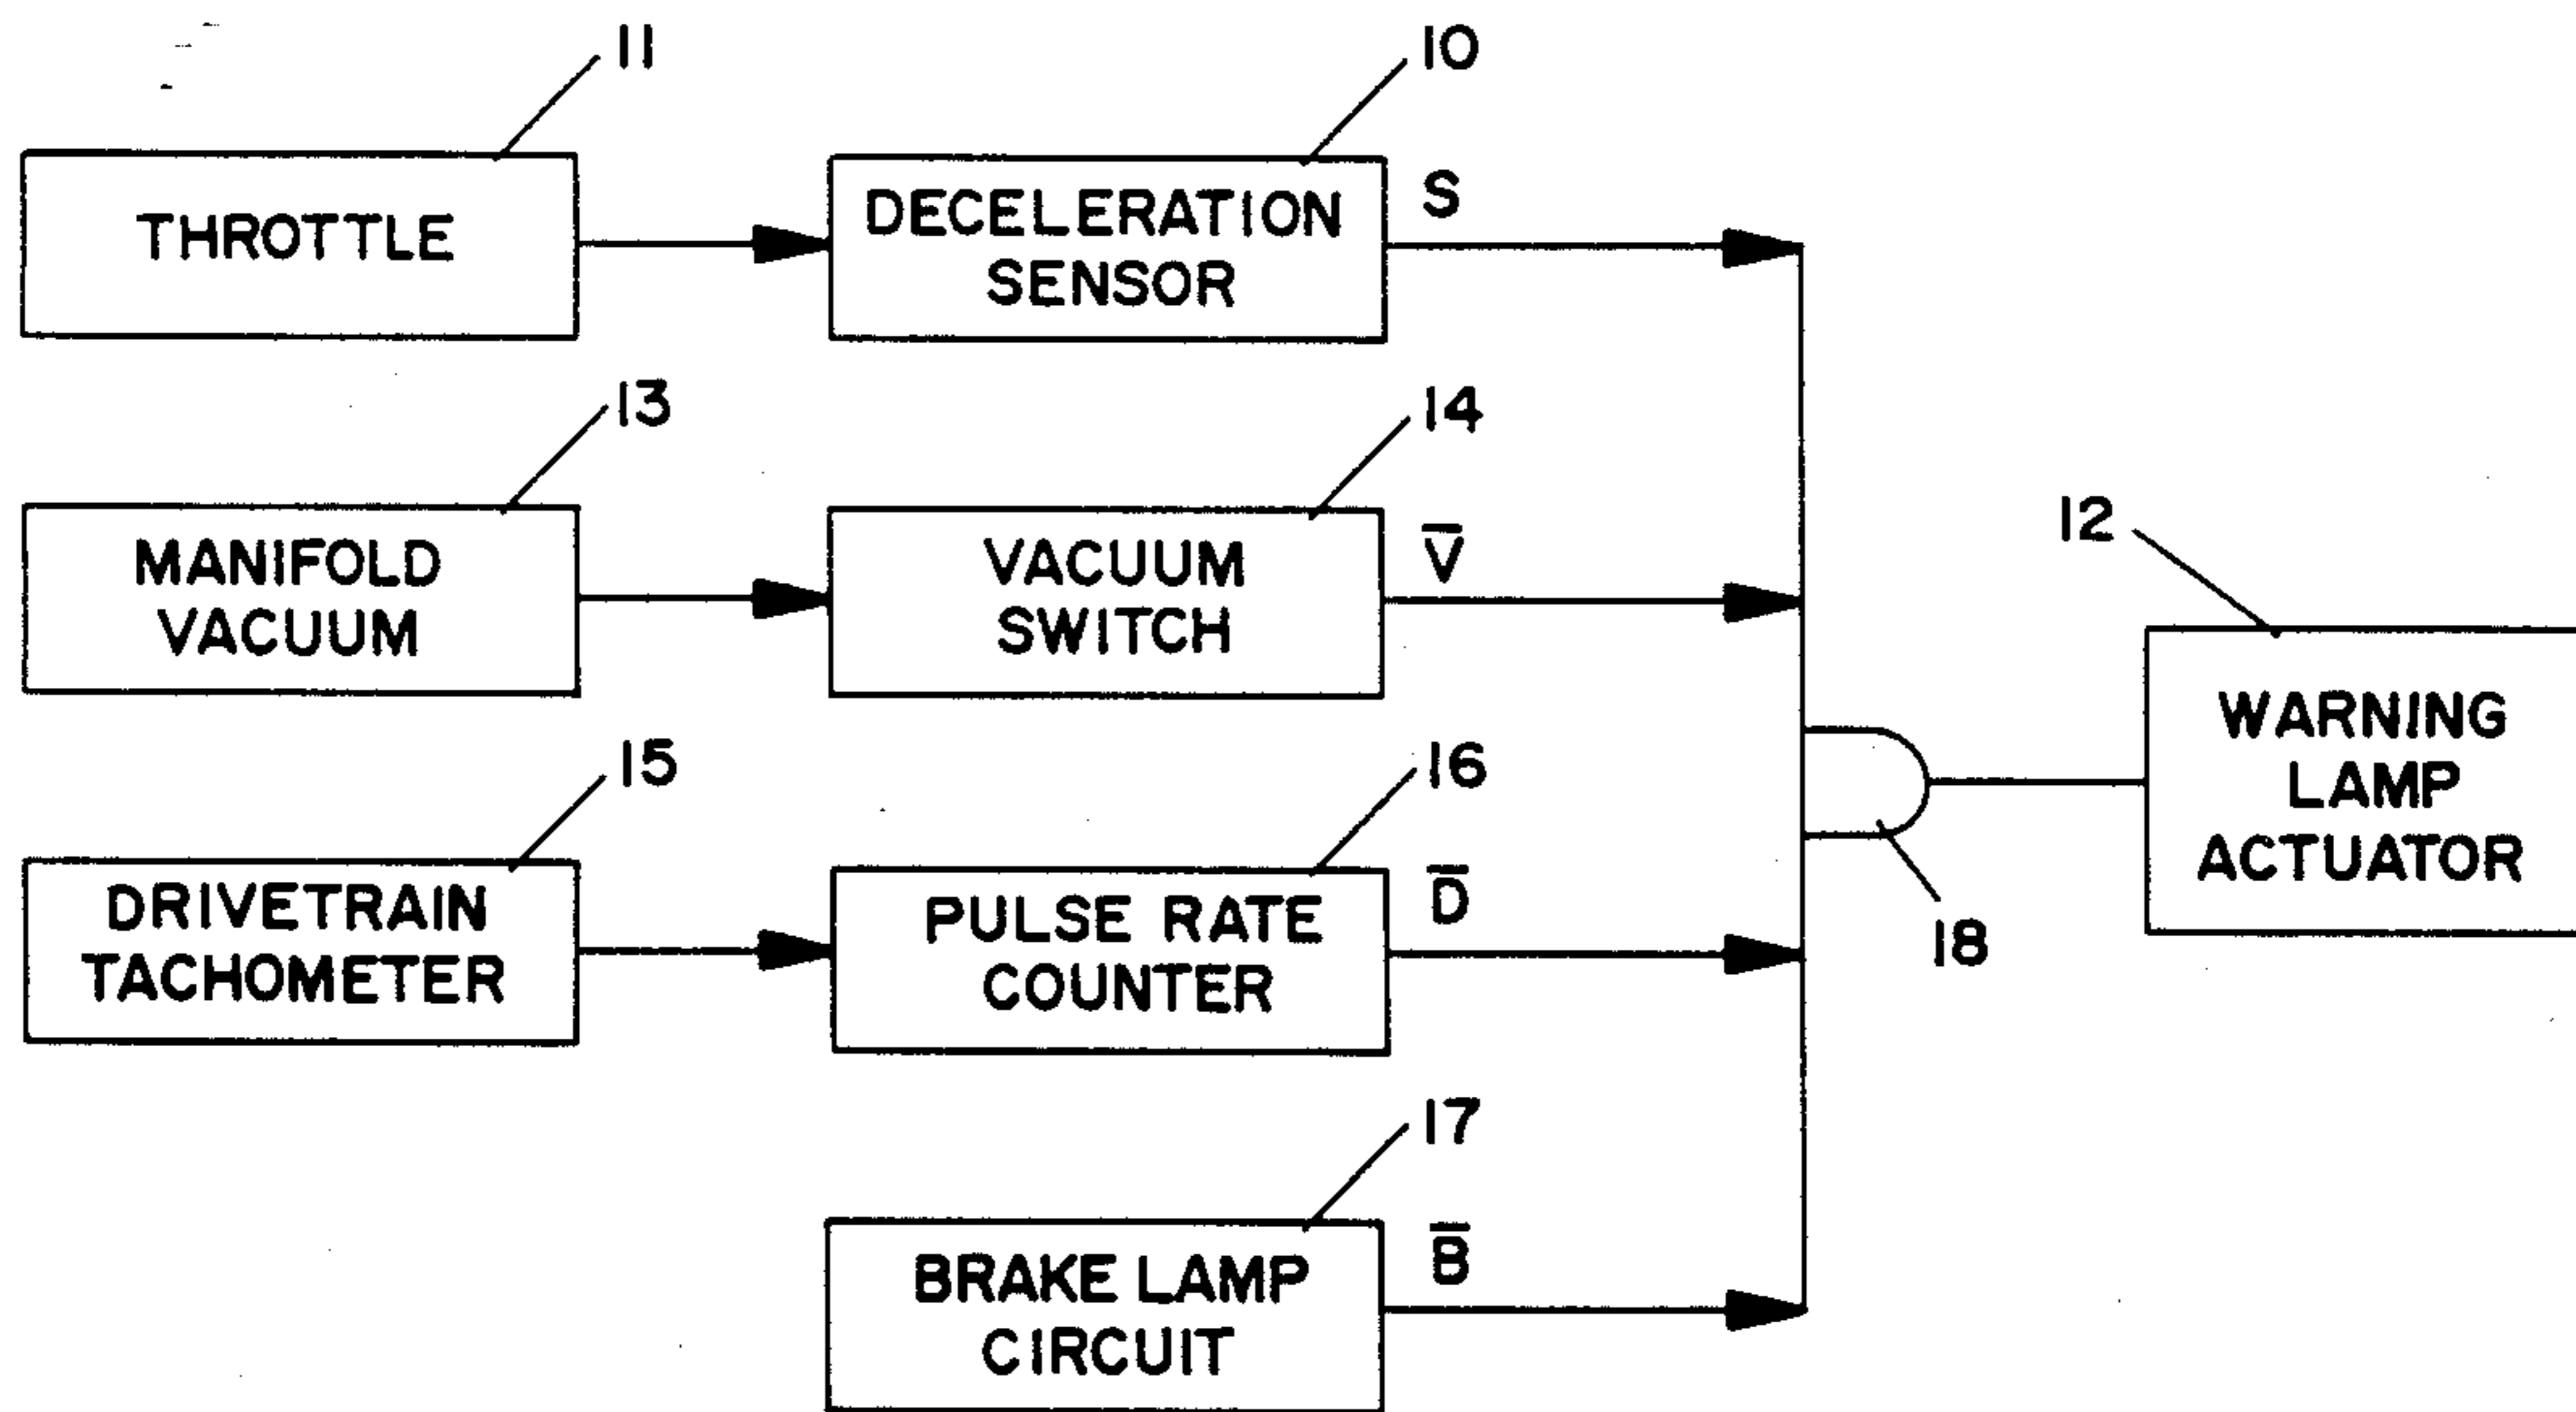 11
10
THROTTLE
DECELERATION
SENSOR
S
13
14
MANIFOLD
VACUUM
VACUUM
SWITCH
V̅
12
WARNING
LAMP
ACTUATOR
15
16
DRIVETRAIN
TACHOMETER
PULSE RATE
COUNTER
D̅
18
17
BRAKE LAMP
CIRCUIT
B̅